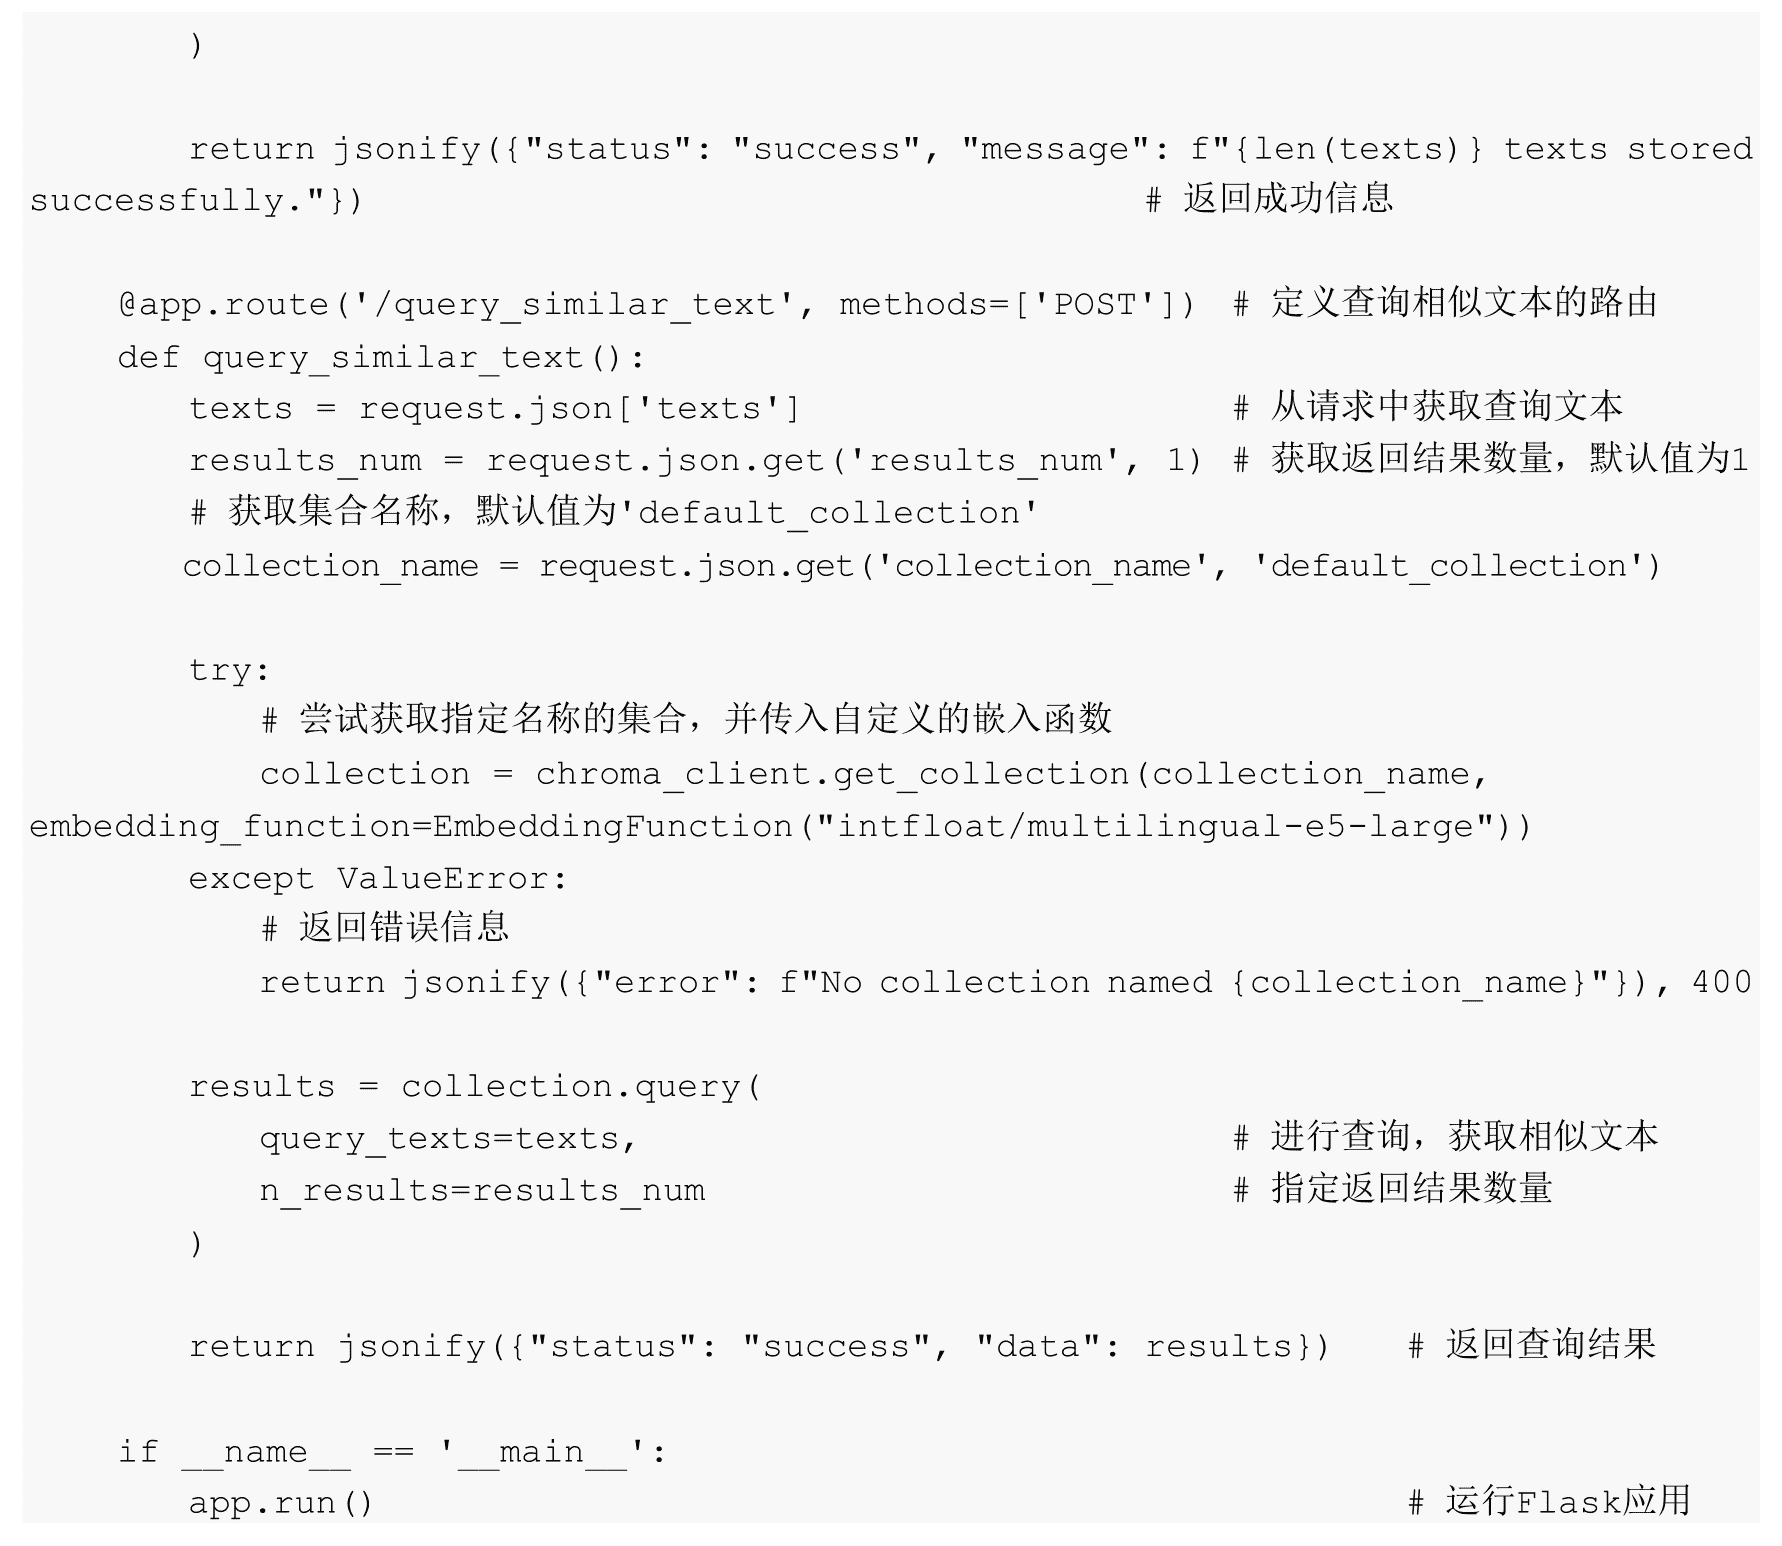 )
return jsonify({"status": "success", "message": f"{len(texts)} texts stored
successfully."}) # 返回成功信息
@app.route('/query_similar_text', methods=['POST']) # 定义查询相似文本的路由
def query_similar_text():
texts = request.json['texts'] # 从请求中获取查询文本
results_num = request.json.get('results_num', 1) # 获取返回结果数量，默认值为1
# 获取集合名称，默认值为'default_collection'
collection_name = request.json.get('collection_name', 'default_collection')
try:
# 尝试获取指定名称的集合，并传入自定义的嵌入函数
collection = chroma_client.get_collection(collection_name,
embedding_function=EmbeddingFunction("intfloat/multilingual-e5-large"))
except ValueError:
# 返回错误信息
return jsonify({"error": f"No collection named {collection_name}"}), 400
results = collection.query(
query_texts=texts, # 进行查询，获取相似文本
n_results=results_num # 指定返回结果数量
)
return jsonify({"status": "success", "data": results}) # 返回查询结果
if __name__ == '__main__':
app.run() # 运行Flask应用